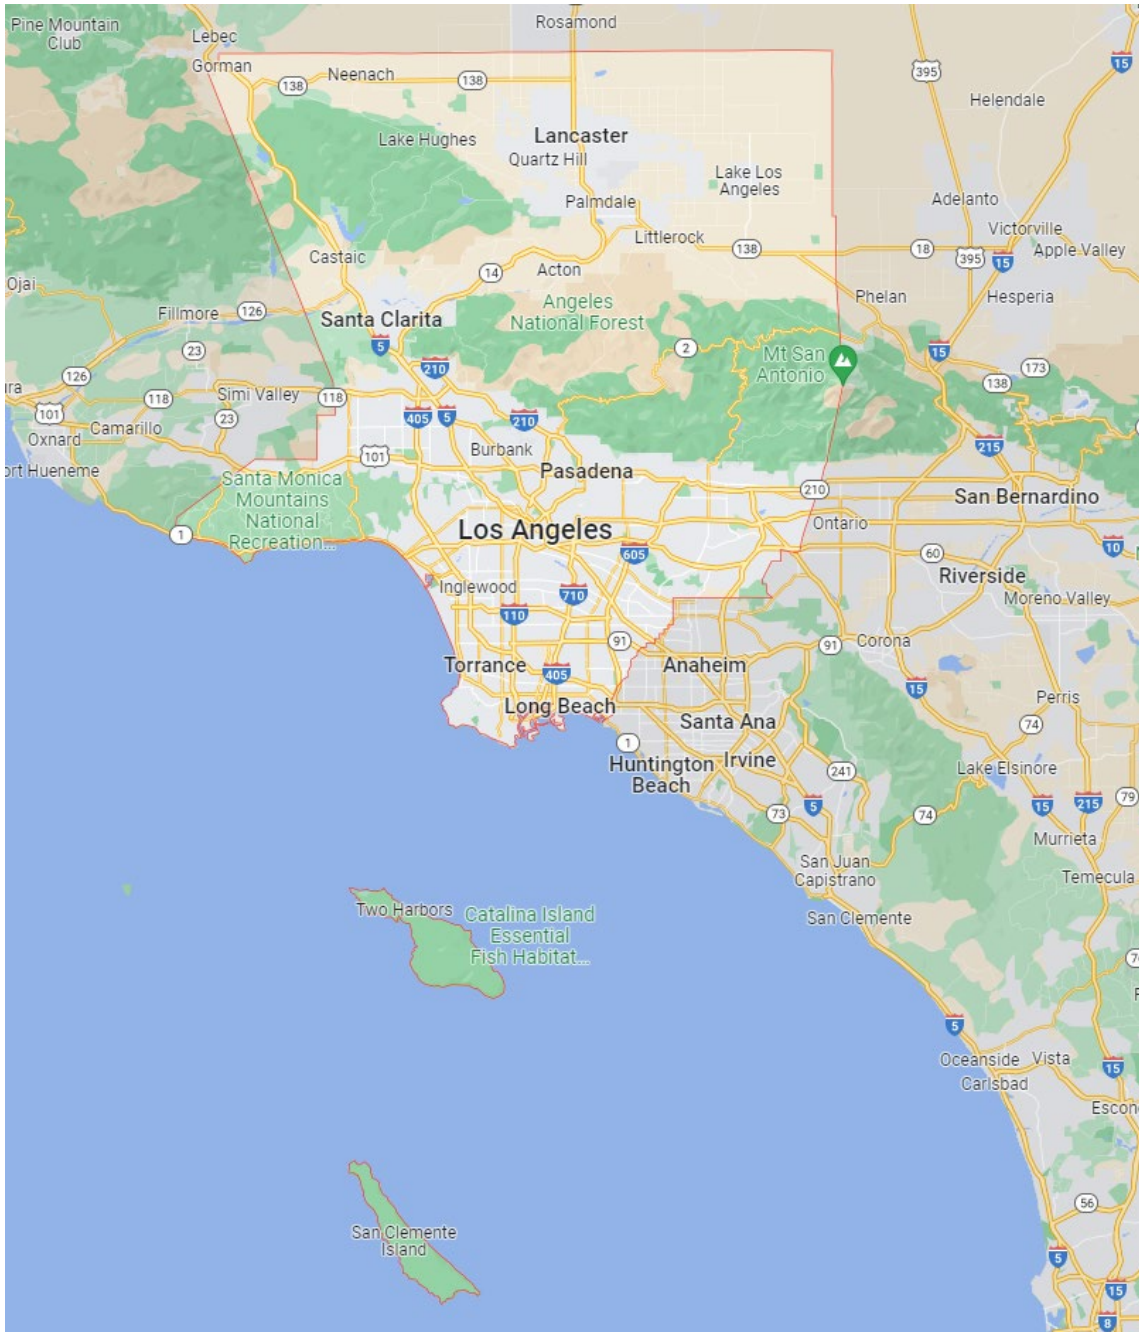 Pine Mountain
Club
Lebec
Gorman
Rosamond
Neenach
138
138
395
15
Helendale
Lake Hughes
Lancaster
Quartz Hill
Lake Los
Angeles
Palmdale
Adelanto
Victorville
Littlerock
138
18
395
15
Apple Valley
Castaic
14
Acton
Ojai
Fillmore
126
Santa Clarita
Angeles
National Forest
Phelan
Hesperia
5
23
2
Mt San
Antonio
15
210
138
173
126
118
Simi Valley
118
ura
101
Oxnard
Camarillo
23
405
5
210
215
ort Hueneme
101
Burbank
Pasadena
Santa Monica
Mountains
National
Recreation...
210
San Bernardino
1
Los Angeles
Ontario
605
60
10
Inglewood
710
110
Riverside
Moreno Valley
91
91
Corona
Torrance
405
Anaheim
15
Perris
Long Beach
Santa Ana
74
1
Huntington
Beach
Irvine
241
Lake Elsinore
73
5
74
15
215
79
Murrieta
San Juan
Capistrano
Temecula
Two Harbors
Catalina Island
Essential
Fish Habitat...
San Clemente
5
Oceanside
Vista
15
Carlsbad
Escon
56
San Clemente
Island
5
15
8